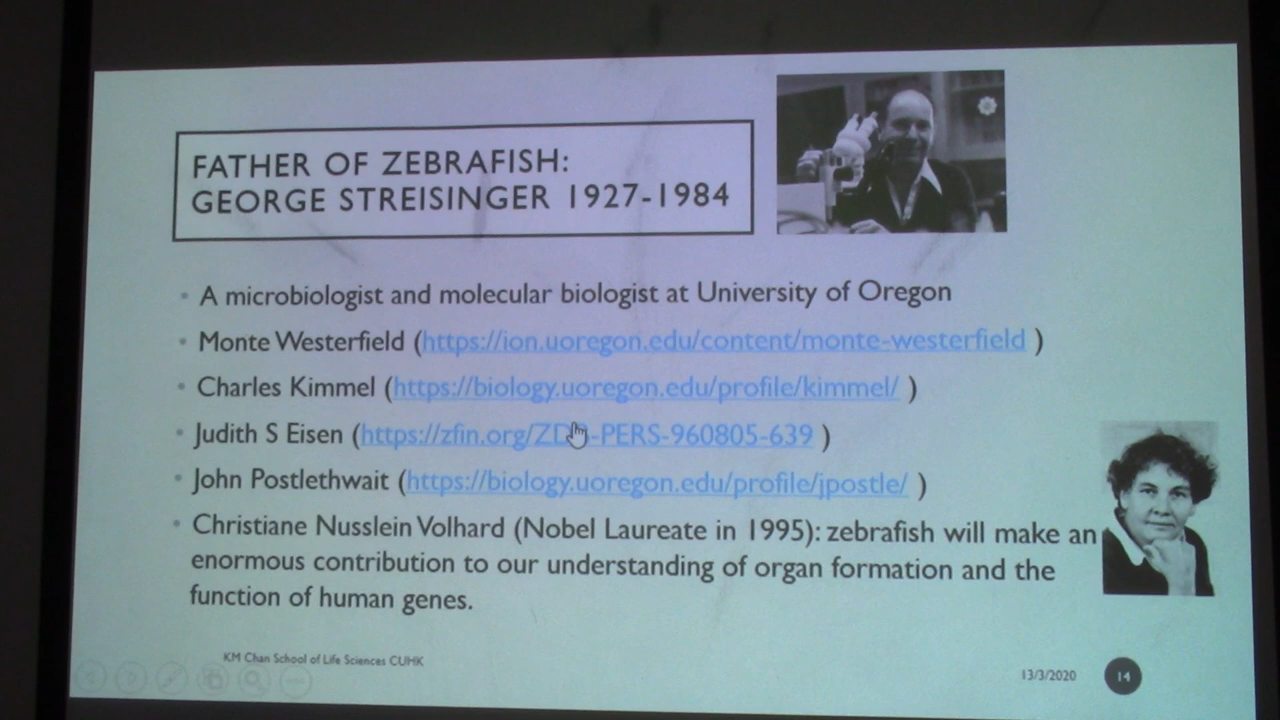 FATHER OF ZEBRAFISH:
GEORGE STREISINGER 1927-1984
• A microbiologist and molecular biologist at University of Oregon
• Monte Westerfield (https://ion.uoregon.edu/content/monte-westerfield )
• Charles Kimmel (https://biology.uoregon.edu/profile/kimmel/ )
• Judith S Eisen (https://zfin.org/ -PERS-960805-639 )
• John Postlethwait (https://biology.uoregon.edu/profile/jpostle/ )
• Christiane Nusslein Volhard (Nobel Laureate in 1995): zebrafish will make an
enormous contribution to our understanding of organ formation and the
function of human genes.
KM Chan School of Life Sciences CUHK
13/3/2020
14